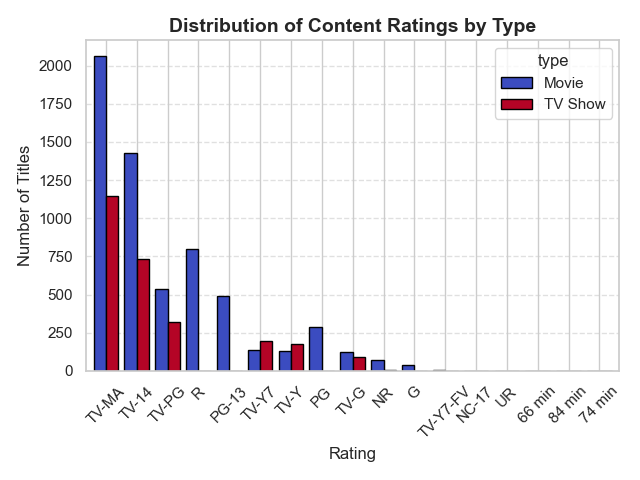 Distribution of Content Ratings by Type
type
Movie
TV Show
Number of Titles
2000
1750
1500
1250
1000
750
500
250
0
TV-MA
TV-14
TV-PG
R
PG-13
TV-Y7
TV-Y
PG
TV-G
NR
G
TV-Y7-FV
NC-17
UR
66 min
84 min
74 min
Rating